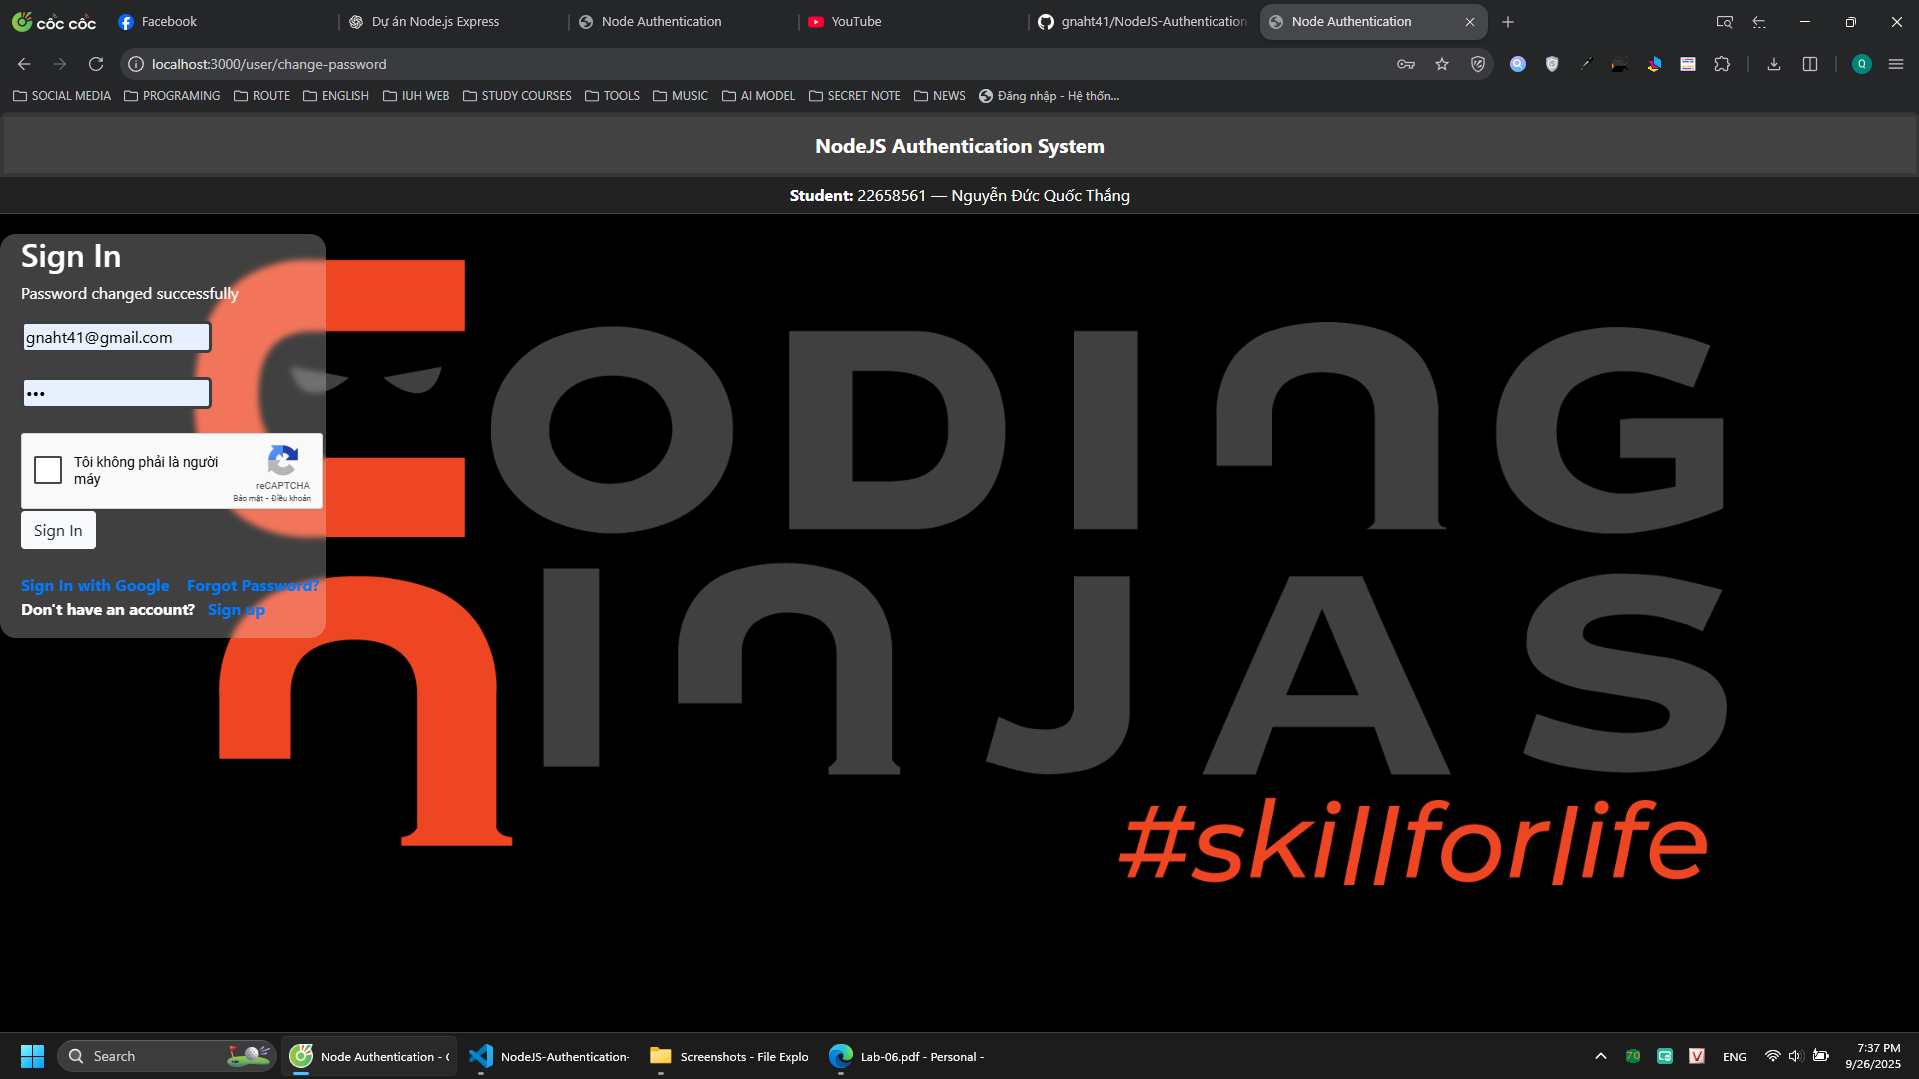 cốc cốc
Facebook
Dự án Node.js Express
Node Authentication
YouTube
gnaht41/NodeJS-Authentication
Node Authentication
localhost:3000/user/change-password
Q
SOCIAL MEDIA
PROGRAMING
ROUTE
ENGLISH
IUH WEB
STUDY COURSES
TOOLS
MUSIC
AI MODEL
SECRET NOTE
NEWS
Đăng nhập - Hệ thốn...
NodeJS Authentication System
Student: 22658561 — Nguyễn Đức Quốc Thắng
Sign In
Password changed successfully
gnaht41@gmail.com
•••
Tôi không phải là người
máy
reCAPTCHA
Bảo mật - Điều khoản
Sign In
Sign In with Google Forgot Password?
Don't have an account? Sign up
CODING
NINJAS
#skillforlife
Search
Node Authentication - C
NodeJS-Authentication-
Screenshots - File Explo
Lab-06.pdf - Personal -
70
V
ENG
7:37 PM
9/26/2025